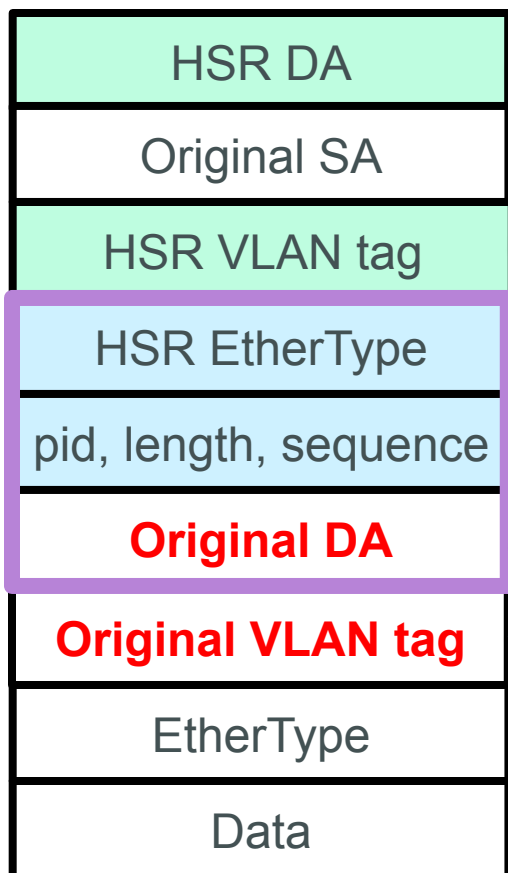 HSR DA
Original SA
HSR VLAN tag
HSR EtherType
pid, length, sequence
Original DA
Original VLAN tag
EtherType
Data